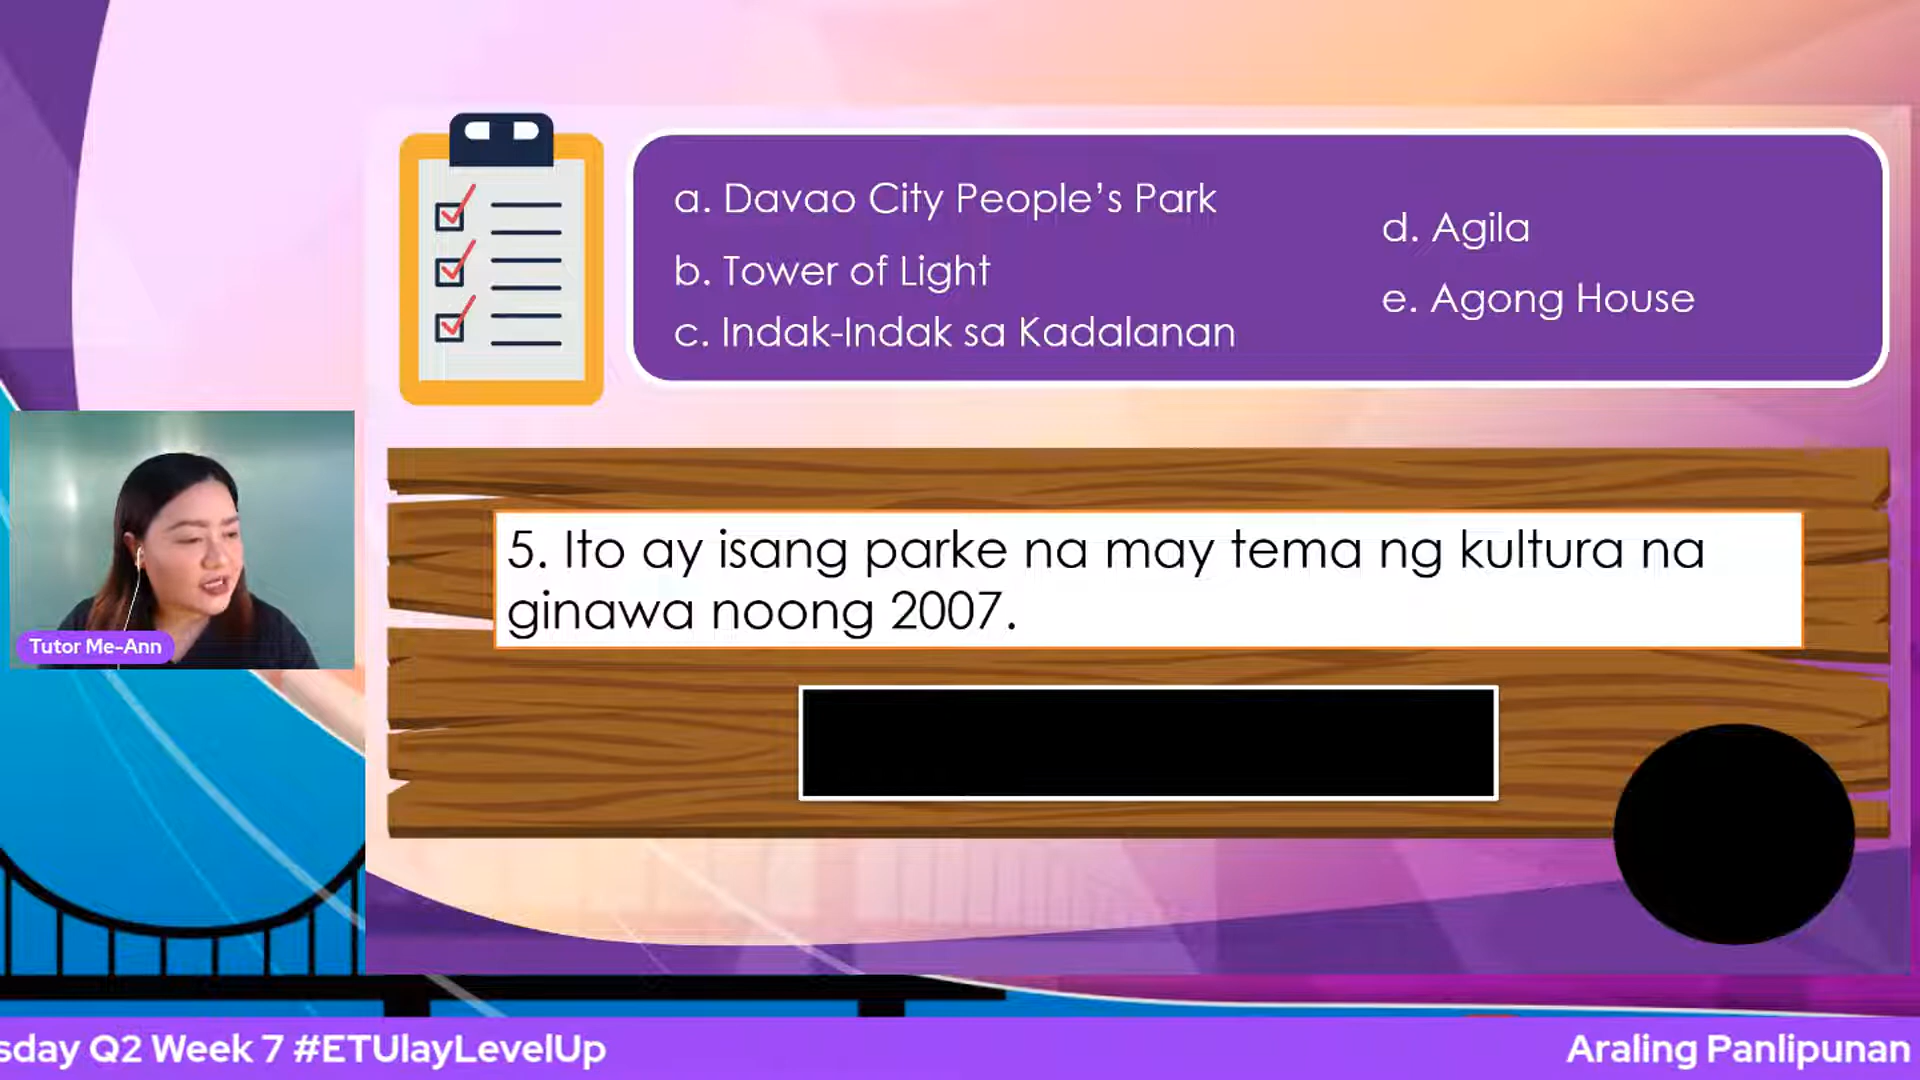 a. Davao City People's Park
b. Tower of Light
c. Indak-Indak sa Kadalanan
d. Agila
e. Agong House
5. Ito ay isang parke na may tema ng kultura na
ginawa noong 2007.
Tutor Me-Ann
sday Q2 Week 7 #ETUlayLevelUp
Araling Panlipunan